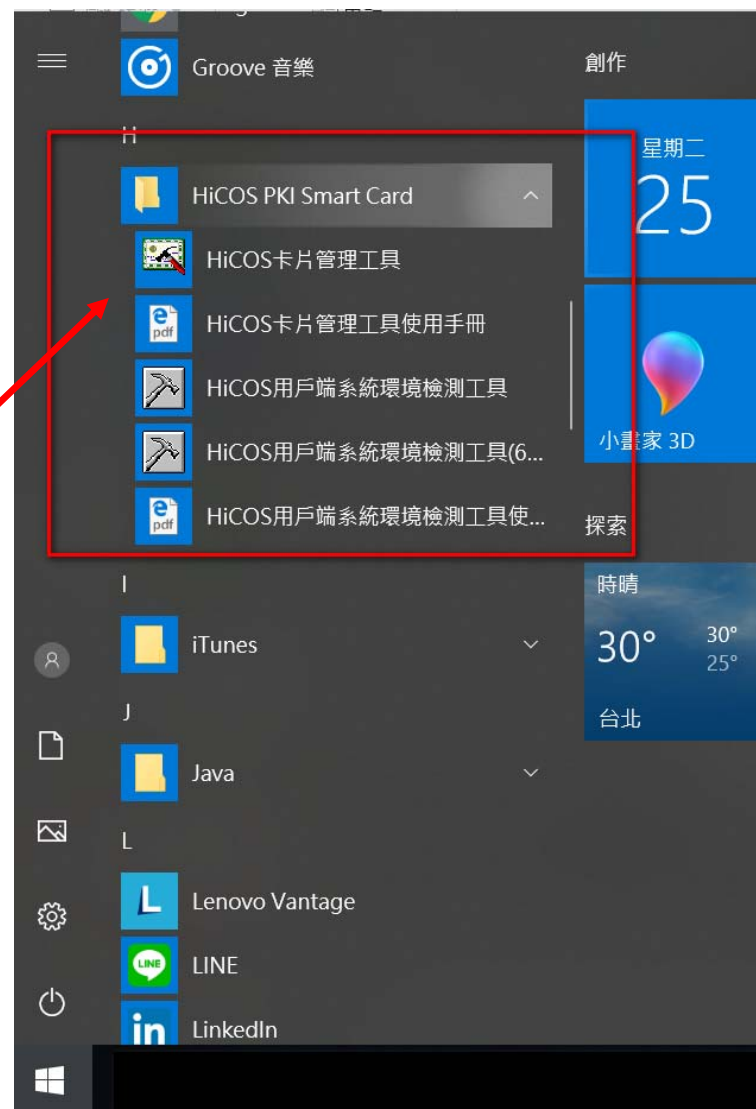 Groove 音樂
創作
H
HiCOS PKI Smart Card
星期二
25
HiCOS卡片管理工具
pdf
HiCOS卡片管理工具使用手冊
HiCOS用戶端系統環境檢測工具
HiCOS用戶端系統環境檢測工具(6...
小畫家 3D
pdf
HiCOS用戶端系統環境檢測工具使...
探索
I
時晴
iTunes
30°
30°
25°
J
台北
Java
L
L
Lenovo Vantage
LINE
LINE
in
LinkedIn